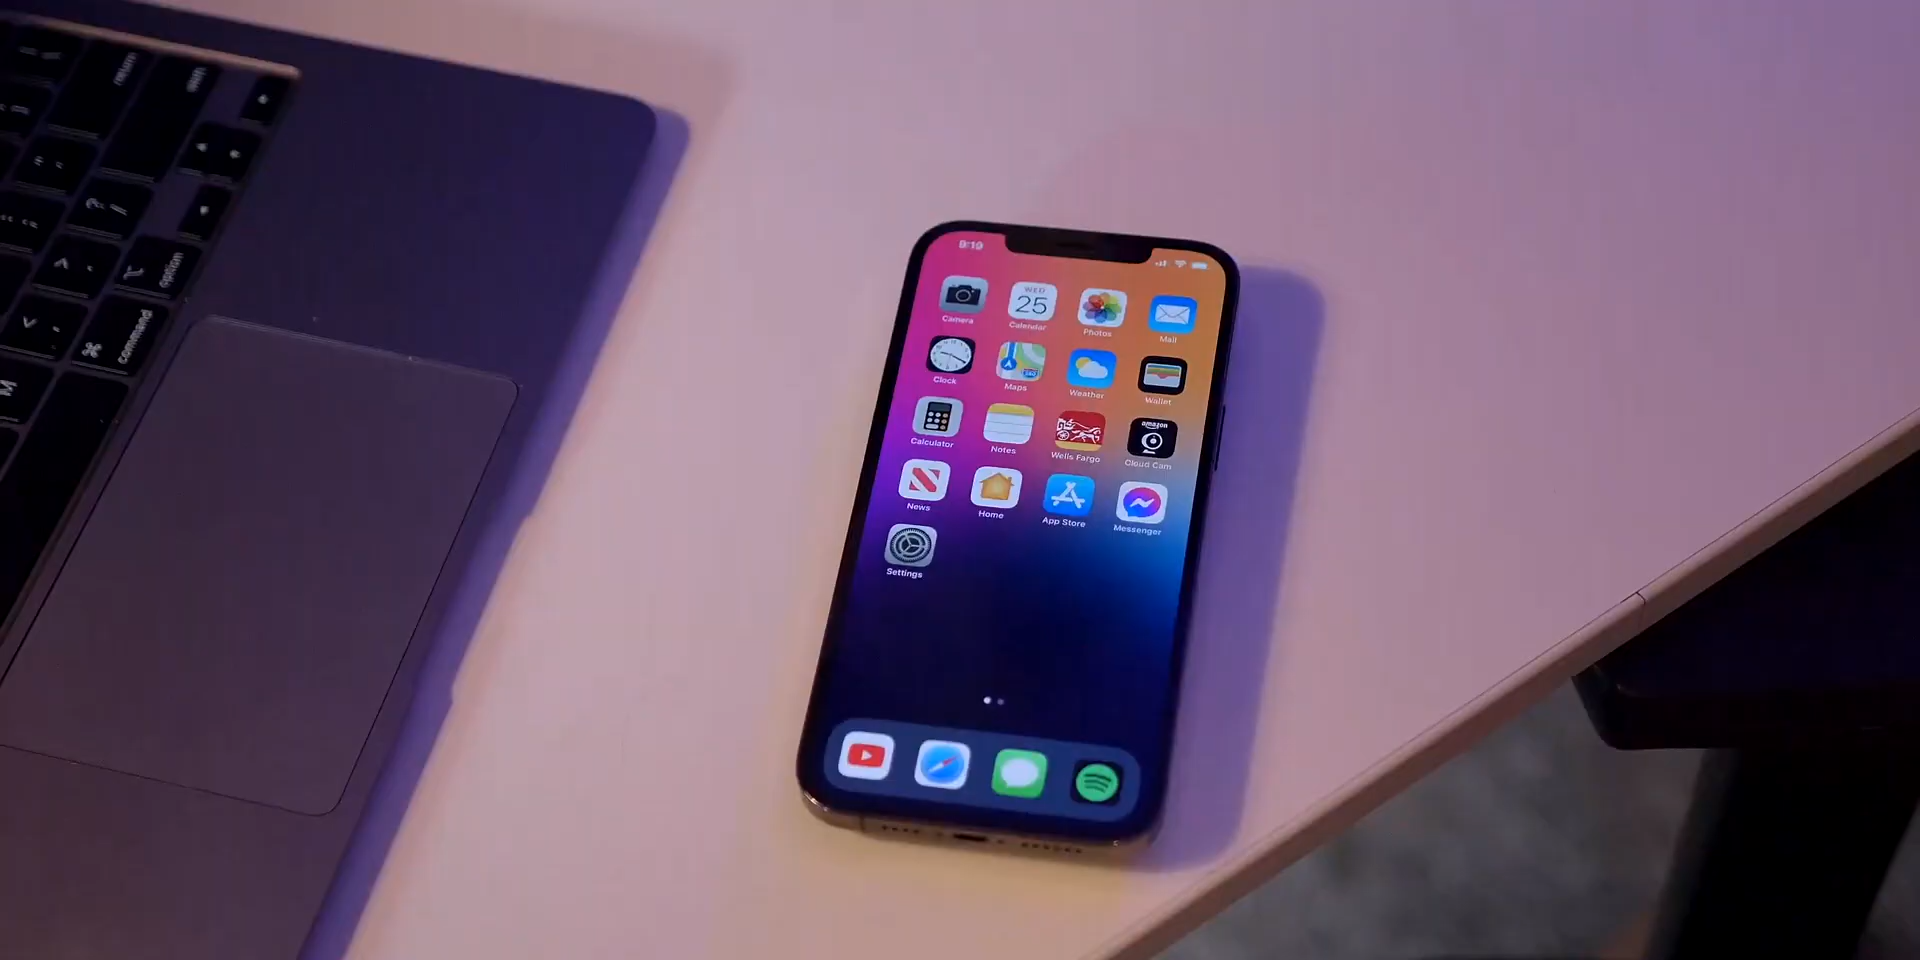 return
shift
option
command
M
9:19
WED
25
Camera
Calendar
Photos
Mail
Clock
Maps
Weather
Wallet
Calculator
Notes
Wells Fargo
amazon
Cloud Cam
News
Home
App Store
Messenger
Settings